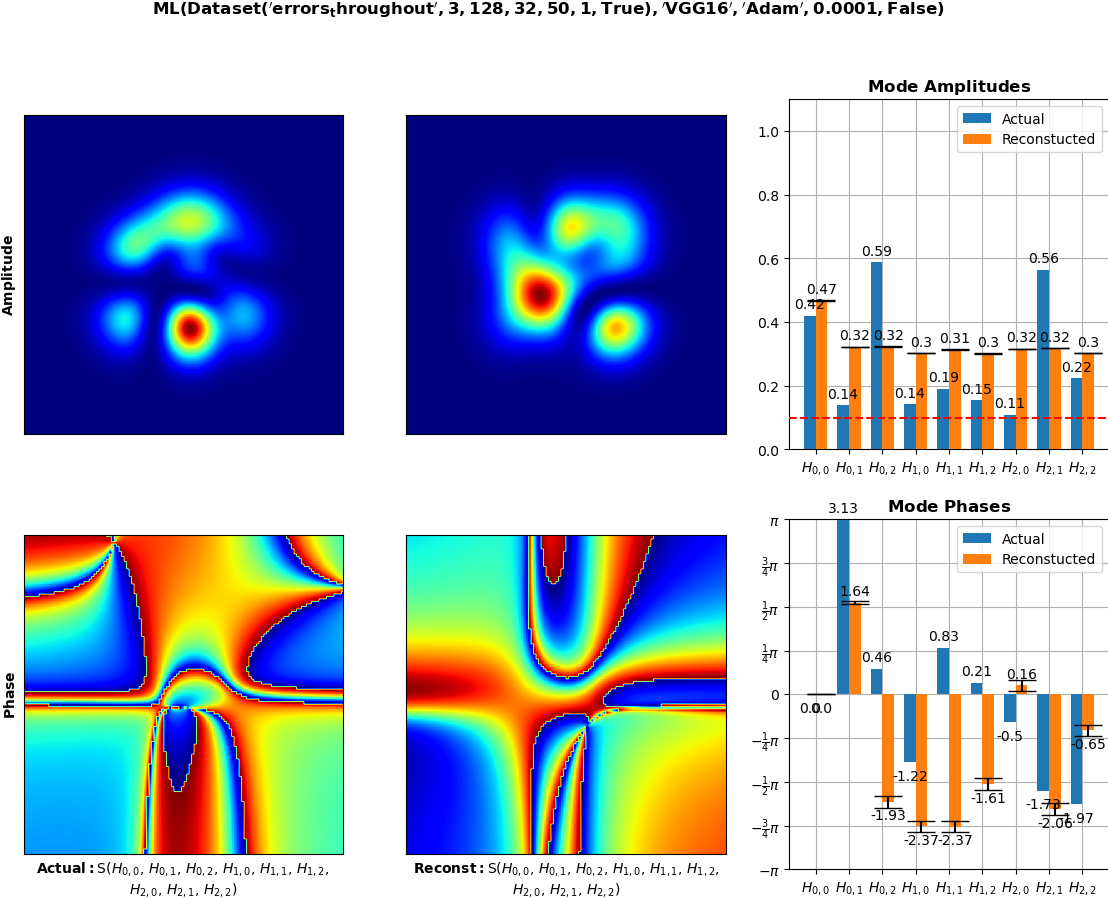 ML(Dataset('errors_throughout', 3, 128, 32, 50, 1, True), 'VGG16', 'Adam', 0.0001, False)
Amplitude
Mode Amplitudes
Actual
Reconstucted
1.0
0.8
0.6
0.4
0.2
0.0
0.42 0.47
0.14 0.32
0.59 0.32
0.14 0.3
0.19 0.31
0.15 0.3
0.11 0.32
0.56 0.32
0.22 0.3
H0,0 H0,1 H0,2 H1,0 H1,1 H1,2 H2,0 H2,1 H2,2
Phase
Actual: S(H0,0, H0,1, H0,2, H1,0, H1,1, H1,2,
H2,0, H2,1, H2,2)
Reconst: S(H0,0, H0,1, H0,2, H1,0, H1,1, H1,2,
H2,0, H2,1, H2,2)
Mode Phases
Actual
Reconstucted
π
3/4π
1/2π
1/4π
0
−1/4π
−1/2π
−3/4π
−π
0.0 0.0
3.13 1.64
0.46 -1.93
-1.22 -2.37
0.83 -2.37
0.21 -1.61
-0.5 0.16
-1.73 -2.06
-1.97 -0.65
H0,0 H0,1 H0,2 H1,0 H1,1 H1,2 H2,0 H2,1 H2,2